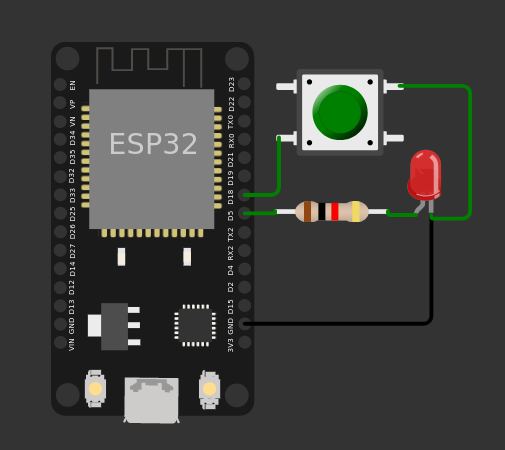 ESP32
EN
VP
VN
D34
D35
D32
D33
D25
D26
D27
D14
D12
D13
GND
VIN
D23
D22
TX0
RX0
D21
D19
D18
D5
TX2
RX2
D4
D2
D15
GND
3V3